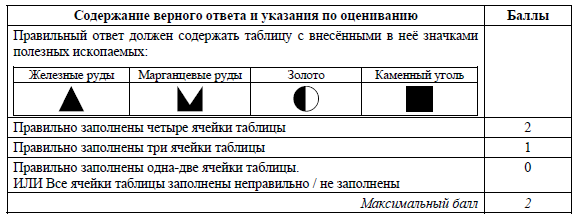 Содержание верного ответа и указания по оцениванию Баллы
Правильный ответ должен содержать таблицу с внесёнными в неё значками
полезных ископаемых:
Железные руды Марганцевые руды Золото Каменный уголь
Правильно заполнены четыре ячейки таблицы 2
Правильно заполнены три ячейки таблицы 1
Правильно заполнены одна-две ячейки таблицы. 0
ИЛИ Все ячейки таблицы заполнены неправильно / не заполнены
Максимальный балл 2